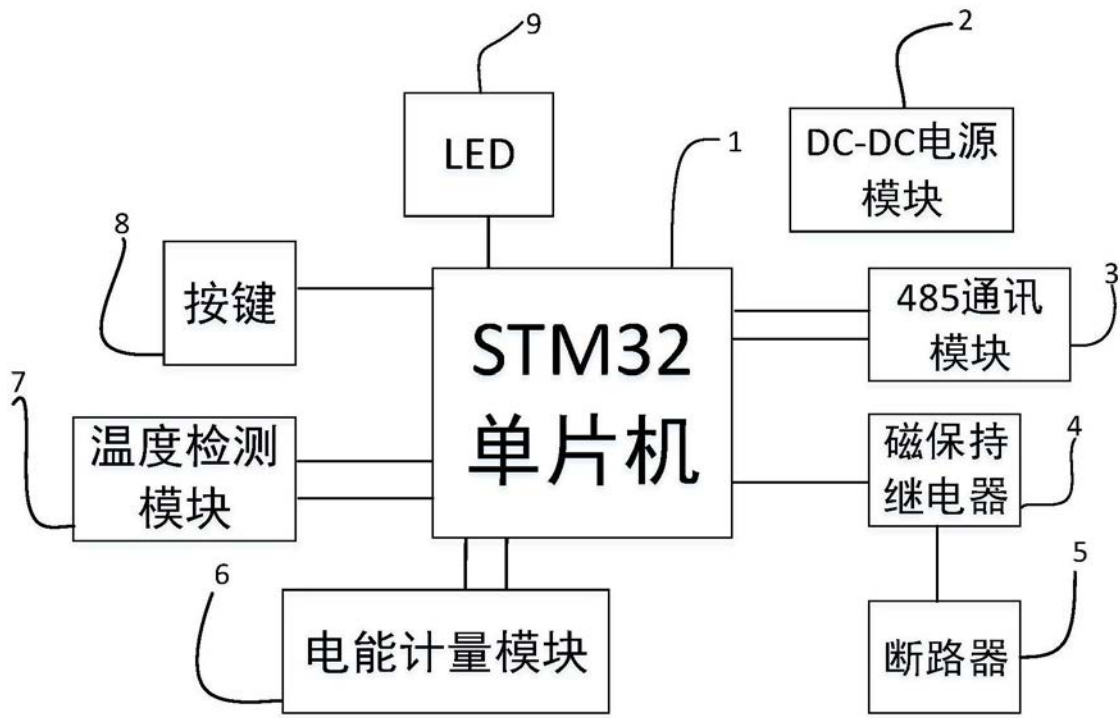 9
2
LED
1
DC-DC电源
模块
8
按键
STM32
单片机
485通讯
模块
3
7
温度检测
模块
磁保持
继电器
4
6
电能计量模块
断路器
5